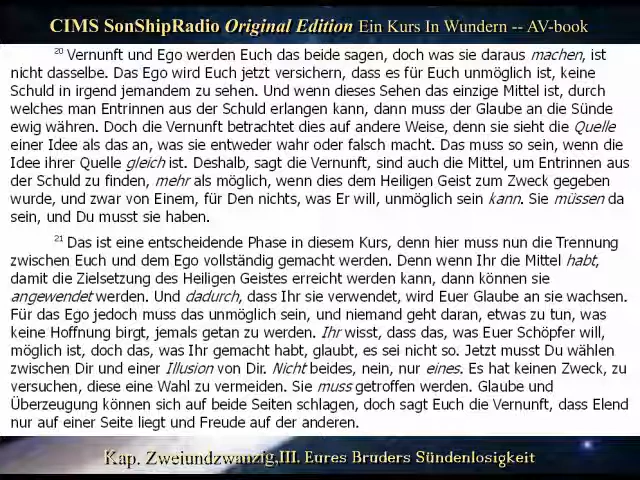 CIMS SonShipRadio Original Edition Ein Kurs In Wundern -- AV-book
20 Vernunft und Ego werden Euch das beide sagen, doch was sie daraus machen, ist
nicht dasselbe. Das Ego wird Euch jetzt versichern, dass es für Euch unmöglich ist, keine
Schuld in irgend jemandem zu sehen. Und wenn dieses Sehen das einzige Mittel ist, durch
welches man Entrinnen aus der Schuld erlangen kann, dann muss der Glaube an die Sünde
ewig währen. Doch die Vernunft betrachtet dies auf andere Weise, denn sie sieht die Quelle
einer Idee als das an, was sie entweder wahr oder falsch macht. Das muss so sein, wenn die
Idee ihrer Quelle gleich ist. Deshalb, sagt die Vernunft, sind auch die Mittel, um Entrinnen aus
der Schuld zu finden, mehr als möglich, wenn dies dem Heiligen Geist zum Zweck gegeben
wurde, und zwar von Einem, für Den nichts, was Er will, unmöglich sein kann. Sie müssen da
sein, und Du musst sie haben.
21 Das ist eine entscheidende Phase in diesem Kurs, denn hier muss nun die Trennung
zwischen Euch und dem Ego vollständig gemacht werden. Denn wenn Ihr die Mittel habt,
damit die Zielsetzung des Heiligen Geistes erreicht werden kann, dann können sie
angewendet werden. Und dadurch, dass Ihr sie verwendet, wird Euer Glaube an sie wachsen.
Für das Ego jedoch muss das unmöglich sein, und niemand geht daran, etwas zu tun, was
keine Hoffnung birgt, jemals getan zu werden. Ihr wisst, dass das, was Euer Schöpfer will,
möglich ist, doch das, was Ihr gemacht habt, glaubt, es sei nicht so. Jetzt musst Du wählen
zwischen Dir und einer Illusion von Dir. Nicht beides, nein, nur eines. Es hat keinen Zweck, zu
versuchen, diese eine Wahl zu vermeiden. Sie muss getroffen werden. Glaube und
Überzeugung können sich auf beide Seiten schlagen, doch sagt Euch die Vernunft, dass Elend
nur auf einer Seite liegt und Freude auf der anderen.
Kap. Zweiundzwanzig,III. Eures Bruders Sündenlosigkeit